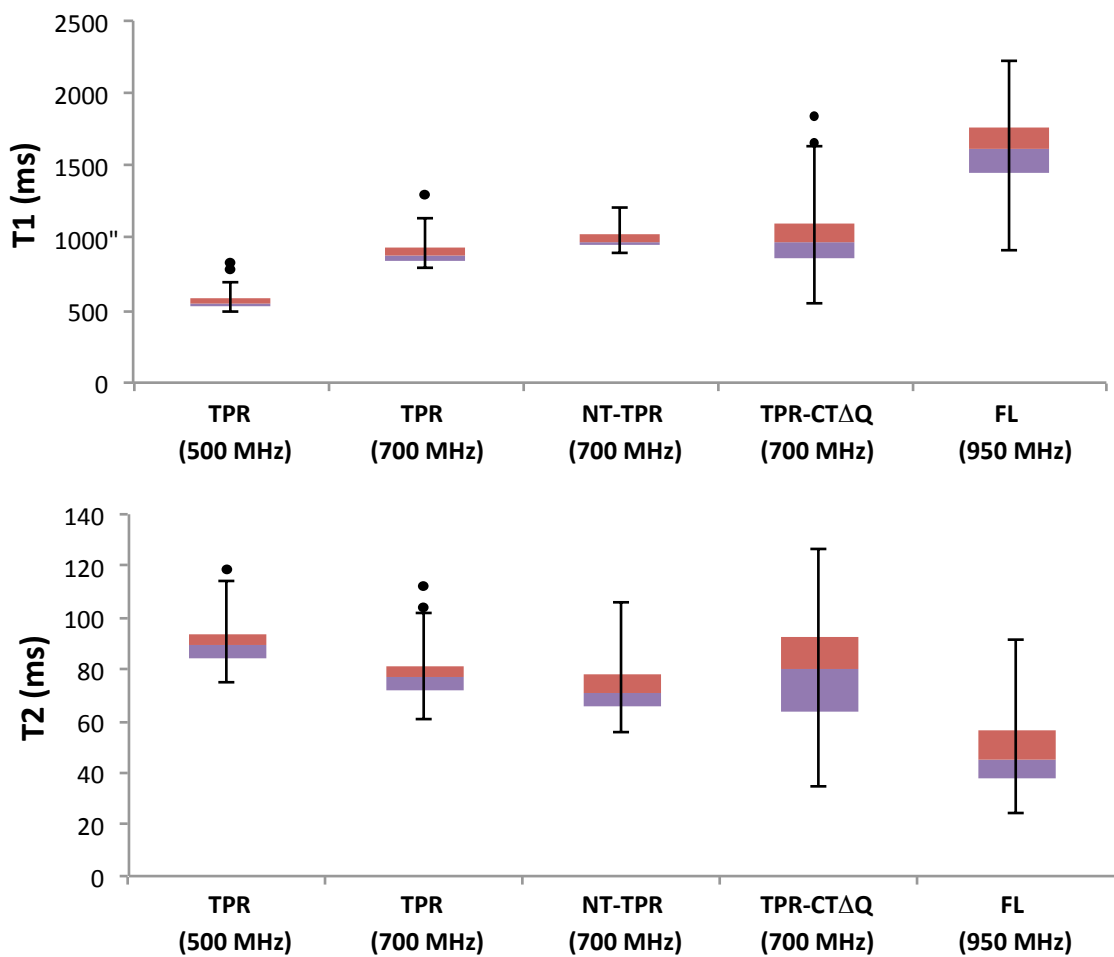 T1 (ms)
2500
2000
1500
1000"
500
0
TPR TPR NT-TPR TPR-CTΔQ FL
(500 MHz) (700 MHz) (700 MHz) (700 MHz) (950 MHz)
T2 (ms)
140
120
100
80
60
40
20
0
TPR TPR NT-TPR TPR-CTΔQ FL
(500 MHz) (700 MHz) (700 MHz) (700 MHz) (950 MHz)